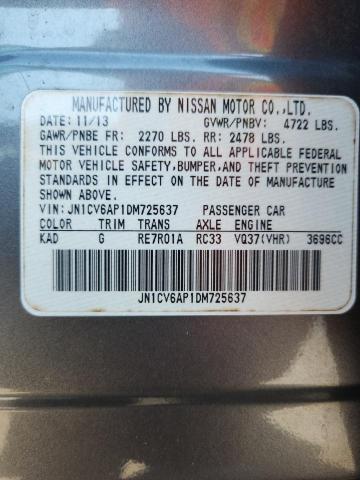 MANUFACTURED BY NISSAN MOTOR CO.,LTD.
DATE: 11/13 GVWR/PNBV: 4722 LBS.
GAWR/PNBE FR: 2270 LBS. RR: 2478 LBS.
THIS VEHICLE CONFORMS TO ALL APPLICABLE FEDERAL
MOTOR VEHICLE SAFETY, BUMPER, AND THEFT PREVENTION
STANDARDS IN EFFECT ON THE DATE OF MANUFACTURE
SHOWN ABOVE.
VIN: JN1CV6AP1DM725637 PASSENGER CAR
COLOR TRIM TRANS AXLE ENGINE
KAD G RE7R01A RC33 VQ37(VHR) 3696CC
JN1CV6AP1DM725637